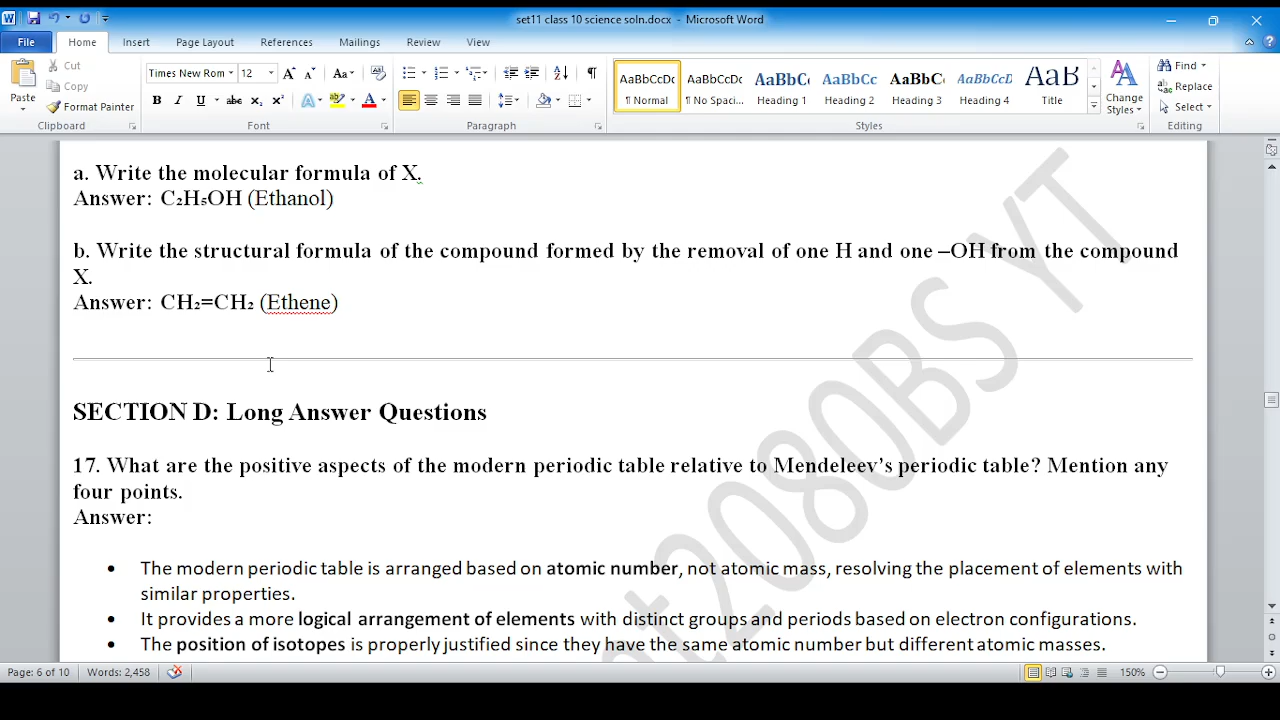 set11 class 10 science soln.docx - Microsoft Word
File Home Insert Page Layout References Mailings Review View
Paste Cut Copy Format Painter
Clipboard
Times New Rom 12
Font
Paragraph
AaBbCcDc AaBbCcDc AaBbC AaBbCc AaBbC AaBbCcD AaB
¶ Normal ¶ No Spaci... Heading 1 Heading 2 Heading 3 Heading 4 Title
Styles
Change Styles
Find Replace Select
Editing
a. Write the molecular formula of X.
Answer: C₂H₅OH (Ethanol)
b. Write the structural formula of the compound formed by the removal of one H and one –OH from the compound
X.
Answer: CH₂=CH₂ (Ethene)
SECTION D: Long Answer Questions
17. What are the positive aspects of the modern periodic table relative to Mendeleev’s periodic table? Mention any
four points.
Answer:
• The modern periodic table is arranged based on atomic number, not atomic mass, resolving the placement of elements with
similar properties.
• It provides a more logical arrangement of elements with distinct groups and periods based on electron configurations.
• The position of isotopes is properly justified since they have the same atomic number but different atomic masses.
2080BS YT
Page: 6 of 10 Words: 2,458 150%